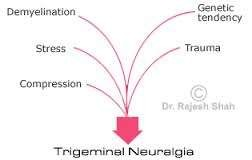 Demyelination
Genetic
tendency
Stress
Trauma
Compression
©
Dr. Rajesh Shah
Trigeminal Neuralgia